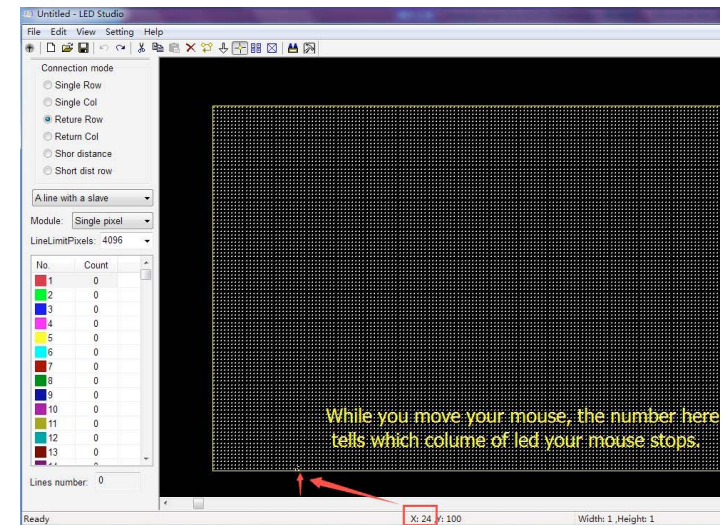 Untitled - LED Studio
File Edit View Setting Help
Connection mode
Single Row
Single Col
Reture Row
Return Col
Shor distance
Short dist row
A line with a slave
Module: Single pixel
LineLimitPixels: 4096
No. Count
1 0
2 0
3 0
4 0
5 0
6 0
7 0
8 0
9 0
10 0
11 0
12 0
13 0
While you move your mouse, the number here
tells which colume of led your mouse stops.
Lines number: 0
Ready X: 24 ,Y: 100 Width: 1 ,Height: 1